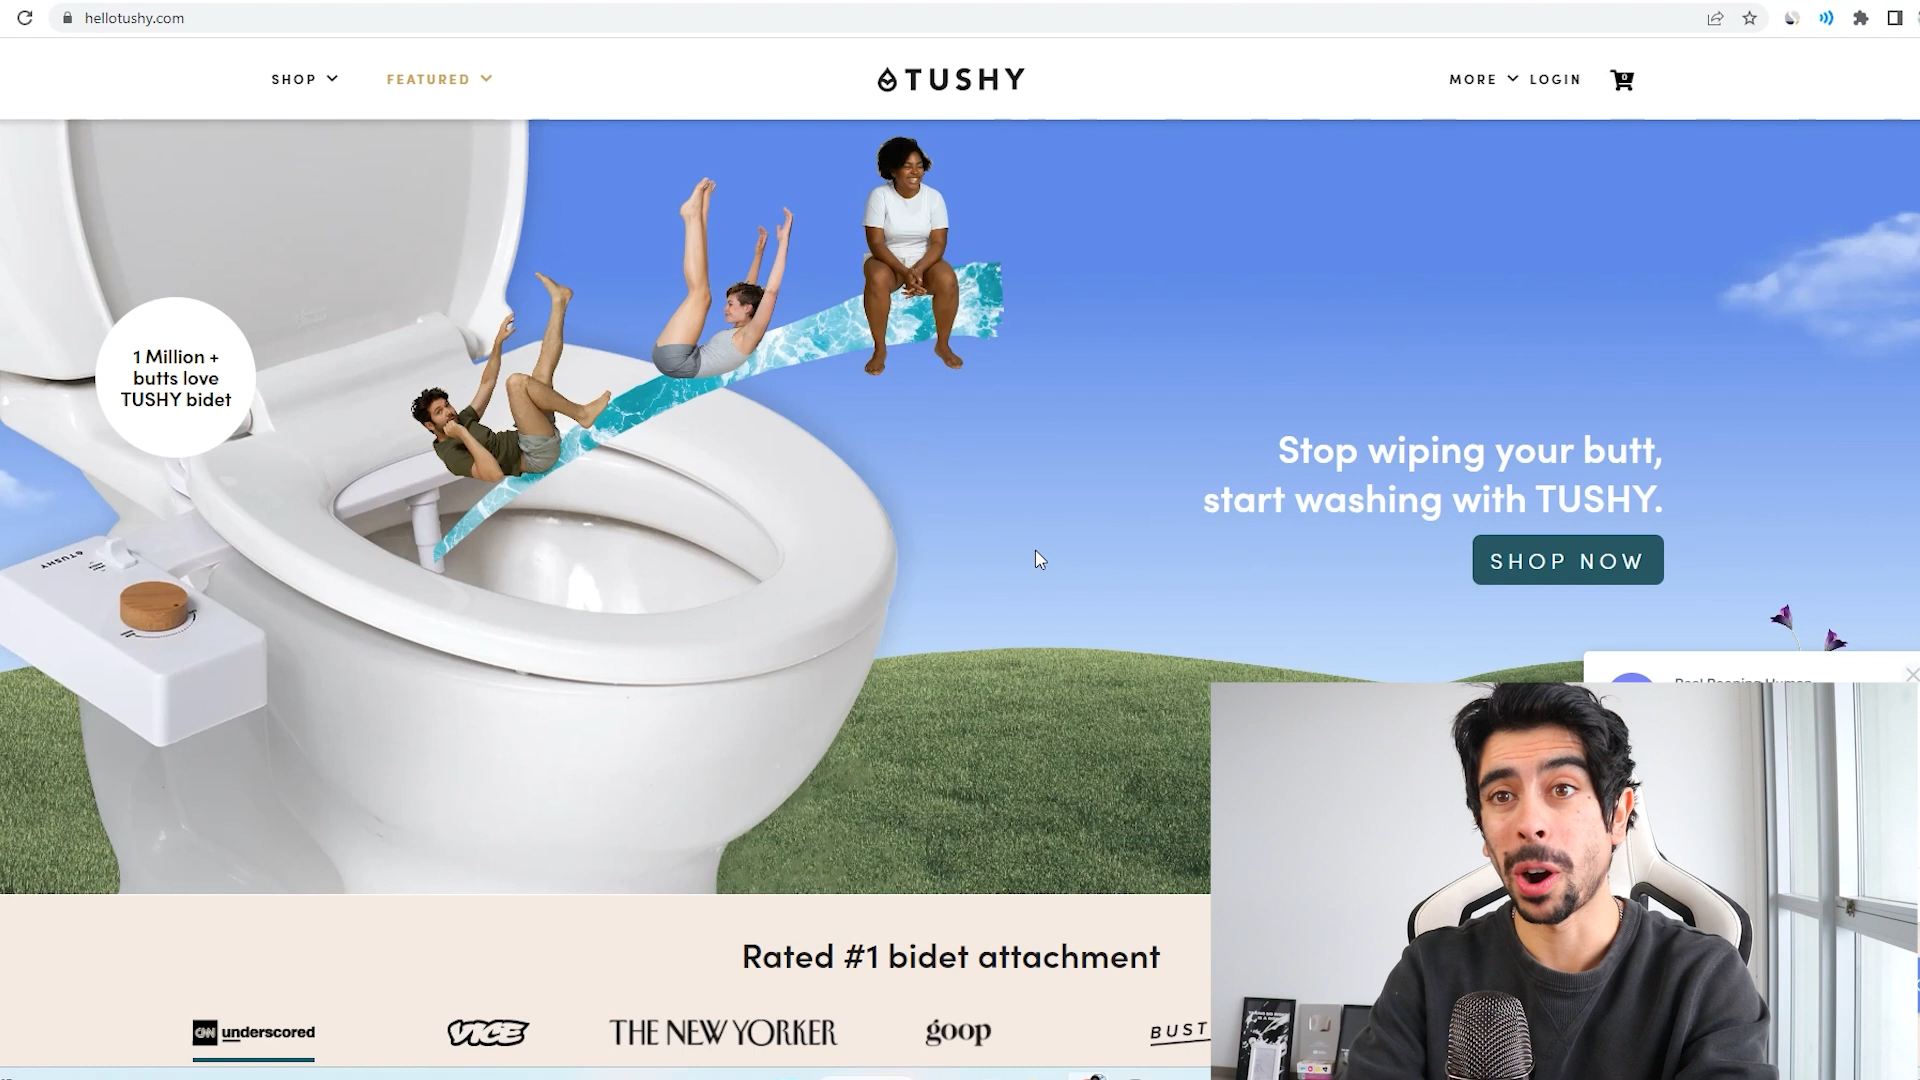 hellotushy.com
SHOP
FEATURED
TUSHY
MORE
LOGIN
0
1 Million +
butts love
TUSHY bidet
TUSHY
Stop wiping your butt,
start washing with TUSHY.
SHOP NOW
Rated #1 bidet attachment
CNN underscored
VICE
THE NEW YORKER
goop
BUST